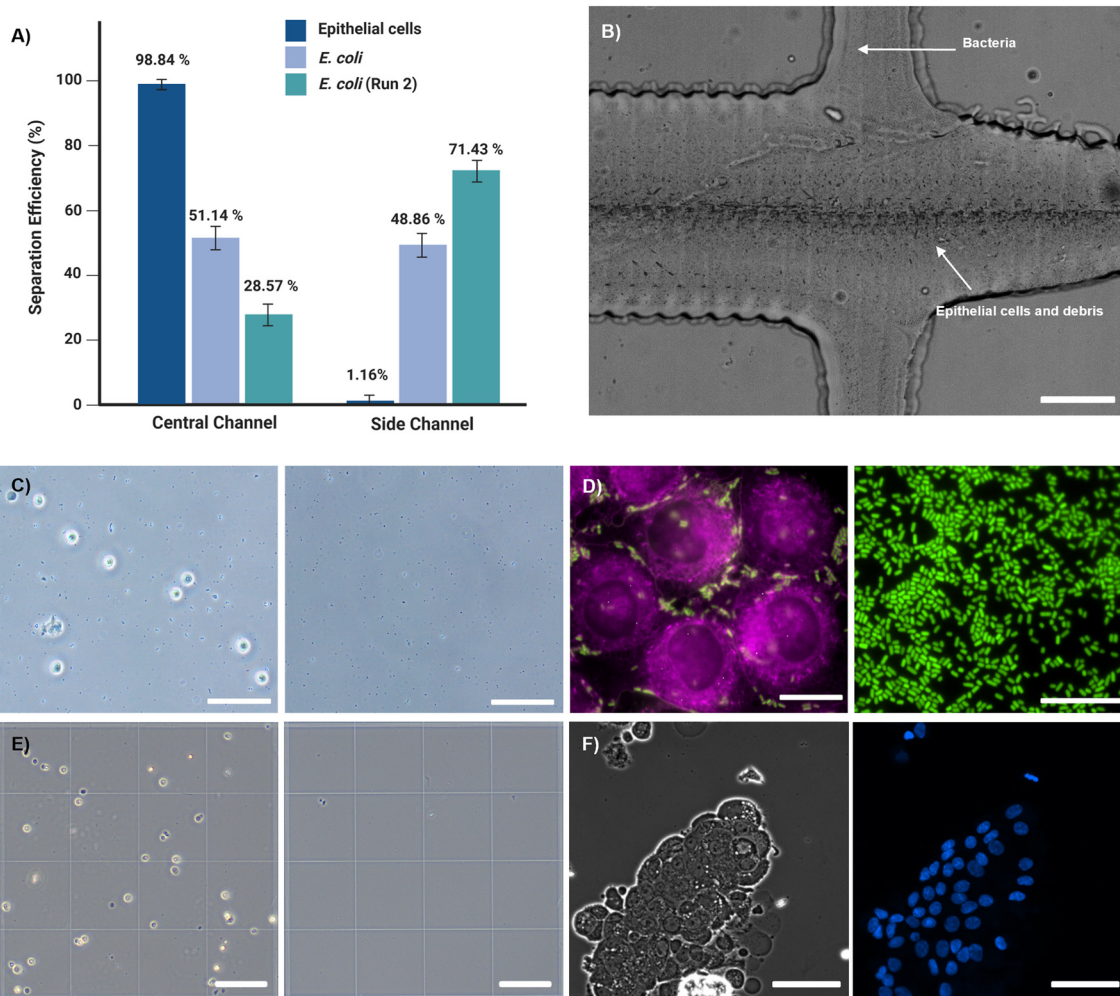 A)
Epithelial cells
E. coli
E. coli (Run 2)
Separation Efficiency (%)
100
80
60
40
20
0
98.84 %
51.14 %
28.57 %
1.16%
48.86 %
71.43 %
Central Channel
Side Channel
B)
Bacteria
Epithelial cells and debris
C)
D)
E)
F)